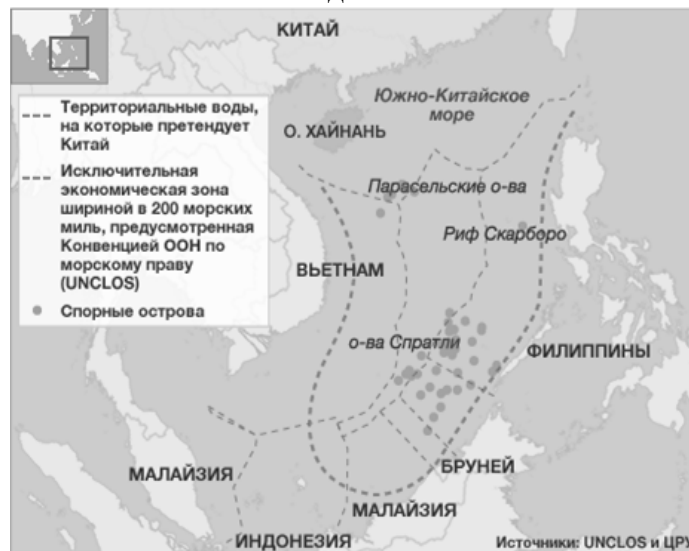 КИТАЙ
Южно-Китайское
море
Территориальные воды,
на которые претендует
Китай
Исключительная
экономическая зона
шириной в 200 морских
миль, предусмотренная
Конвенцией ООН по
морскому праву
(UNCLOS)
Спорные острова
О. ХАЙНАНЬ
Парасельские о-ва
Риф Скарборо
ВЬЕТНАМ
о-ва Спратли
ФИЛИППИНЫ
МАЛАЙЗИЯ
БРУНЕЙ
МАЛАЙЗИЯ
ИНДОНЕЗИЯ
Источники: UNCLOS и ЦРУ